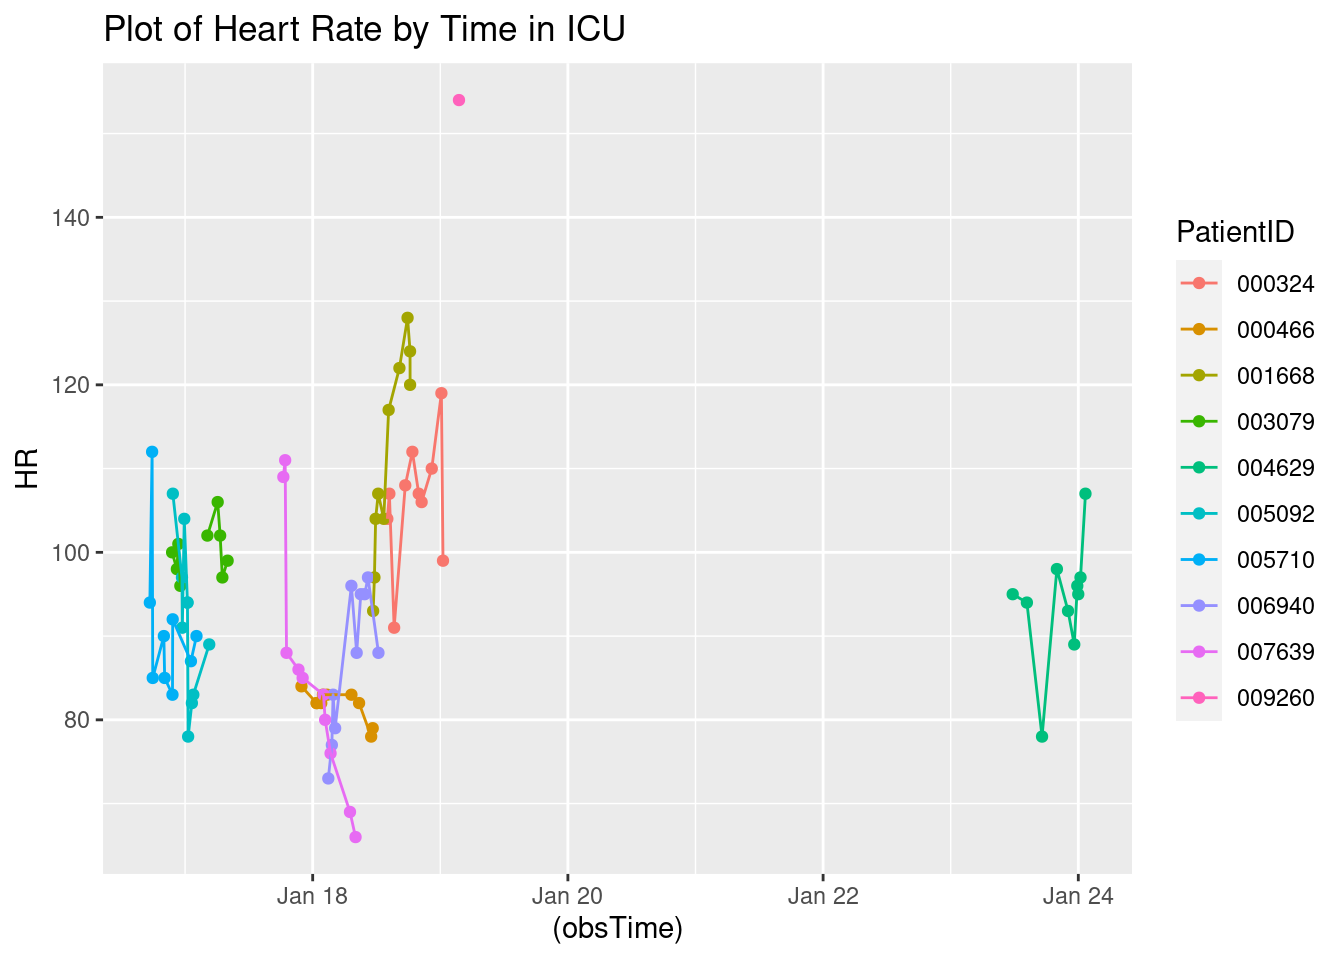 Plot of Heart Rate by Time in ICU
HR
140
120
100
80
Jan 18
Jan 20
Jan 22
Jan 24
(obsTime)
PatientID
000324
000466
001668
003079
004629
005092
005710
006940
007639
009260